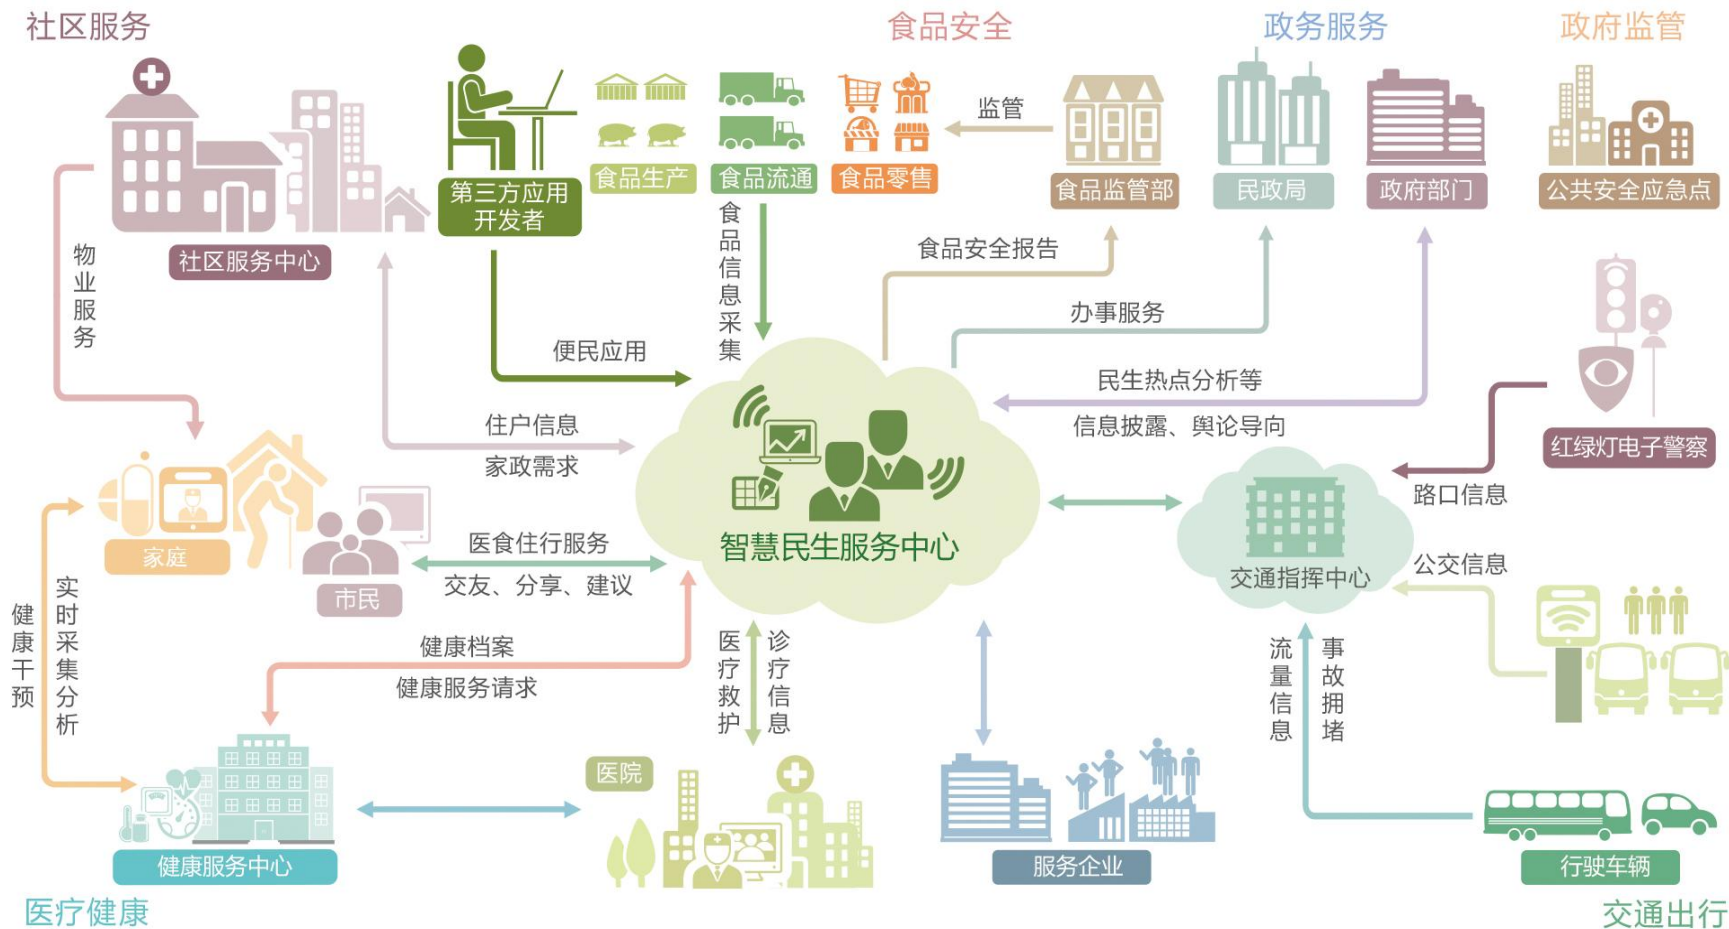 社区服务
食品安全
政务服务
政府监管
监管
食品生产
食品流通
食品零售
食品监管部
民政局
政府部门
公共安全应急点
第三方应用
开发者
社区服务中心
物业服务
食品信息采集
食品安全报告
办事服务
便民应用
民生热点分析等
信息披露、舆论导向
住户信息
家政需求
红绿灯电子警察
路口信息
智慧民生服务中心
家庭
市民
医食住行服务
交友、分享、建议
交通指挥中心
公交信息
健康干预
实时采集分析
健康档案
健康服务请求
医疗救护
诊疗信息
流量信息
事故拥堵
医院
健康服务中心
服务企业
行驶车辆
医疗健康
交通出行